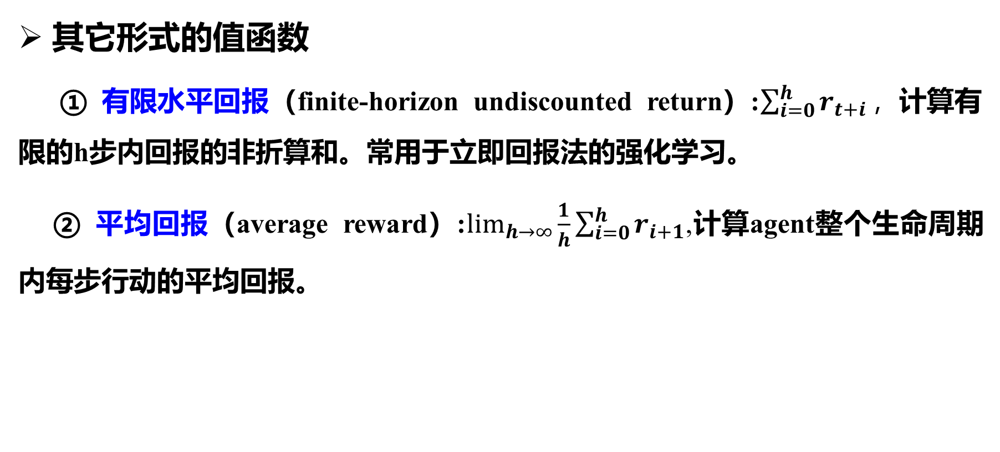 ➢ 其它形式的值函数
① 有限水平回报（finite-horizon undiscounted return）:∑_{i=0}^{h} r_{t+i}， 计算有
限的h步内回报的非折算和。常用于立即回报法的强化学习。
② 平均回报（average reward）:lim_{h→∞} \frac{1}{h} ∑_{i=0}^{h} r_{i+1},计算agent整个生命周期
内每步行动的平均回报。